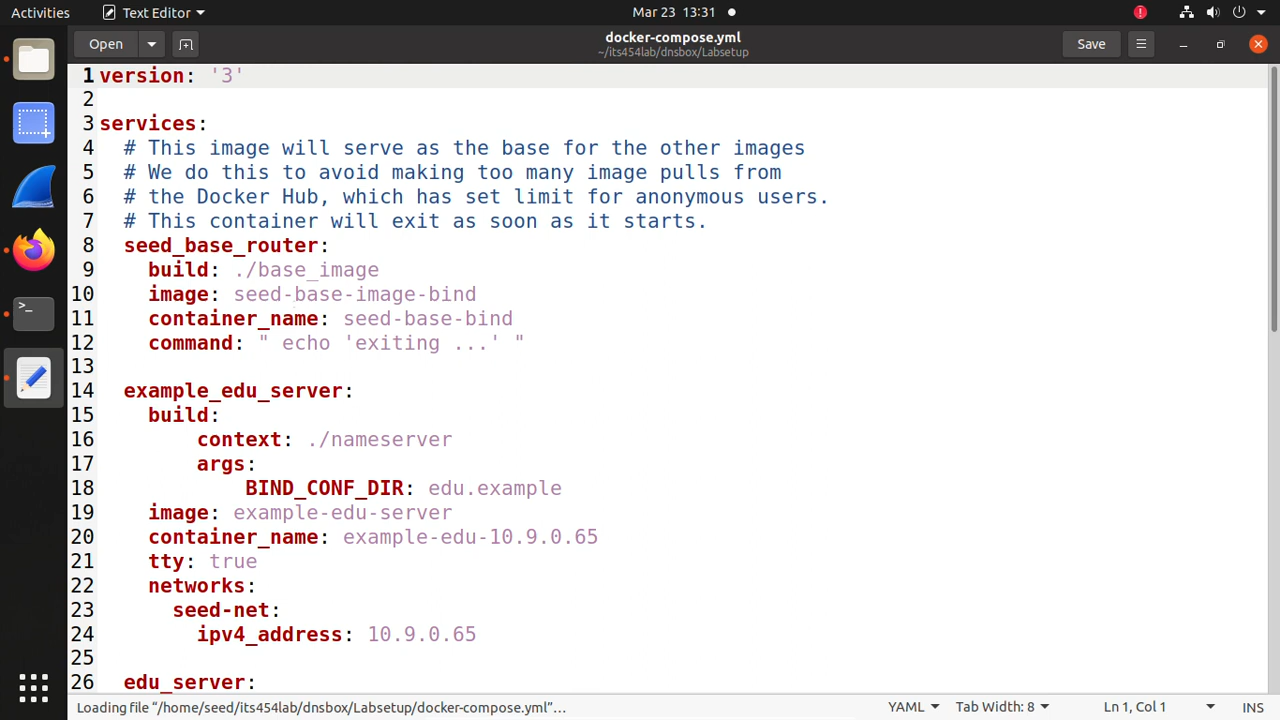 Activities Text Editor Mar 23 13:31
Open docker-compose.yml Save
~/its454lab/dnsbox/Labsetup
1 version: '3'
2
3 services:
4 # This image will serve as the base for the other images
5 # We do this to avoid making too many image pulls from
6 # the Docker Hub, which has set limit for anonymous users.
7 # This container will exit as soon as it starts.
8 seed_base_router:
9 build: ./base_image
10 image: seed-base-image-bind
11 container_name: seed-base-bind
12 command: " echo 'exiting ...' "
13
14 example_edu_server:
15 build:
16 context: ./nameserver
17 args:
18 BIND_CONF_DIR: edu.example
19 image: example-edu-server
20 container_name: example-edu-10.9.0.65
21 tty: true
22 networks:
23 seed-net:
24 ipv4_address: 10.9.0.65
25
26 edu_server:
Loading file “/home/seed/its454lab/dnsbox/Labsetup/docker-compose.yml”... YAML Tab Width: 8 Ln 1, Col 1 INS